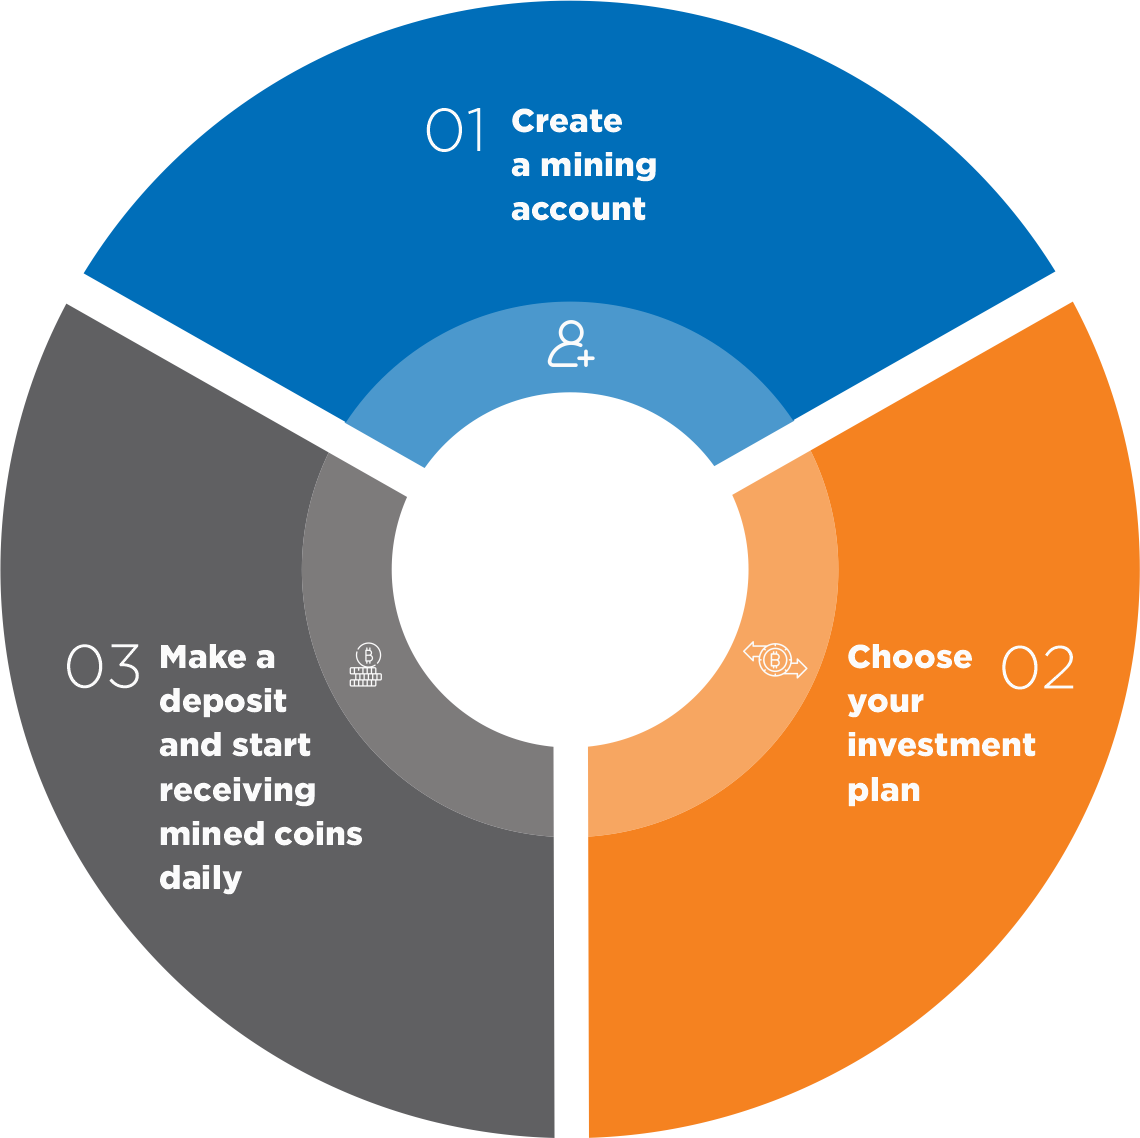 01
Create
a mining
account
02
Choose
your
investment
plan
03
Make a
deposit
and start
receiving
mined coins
daily